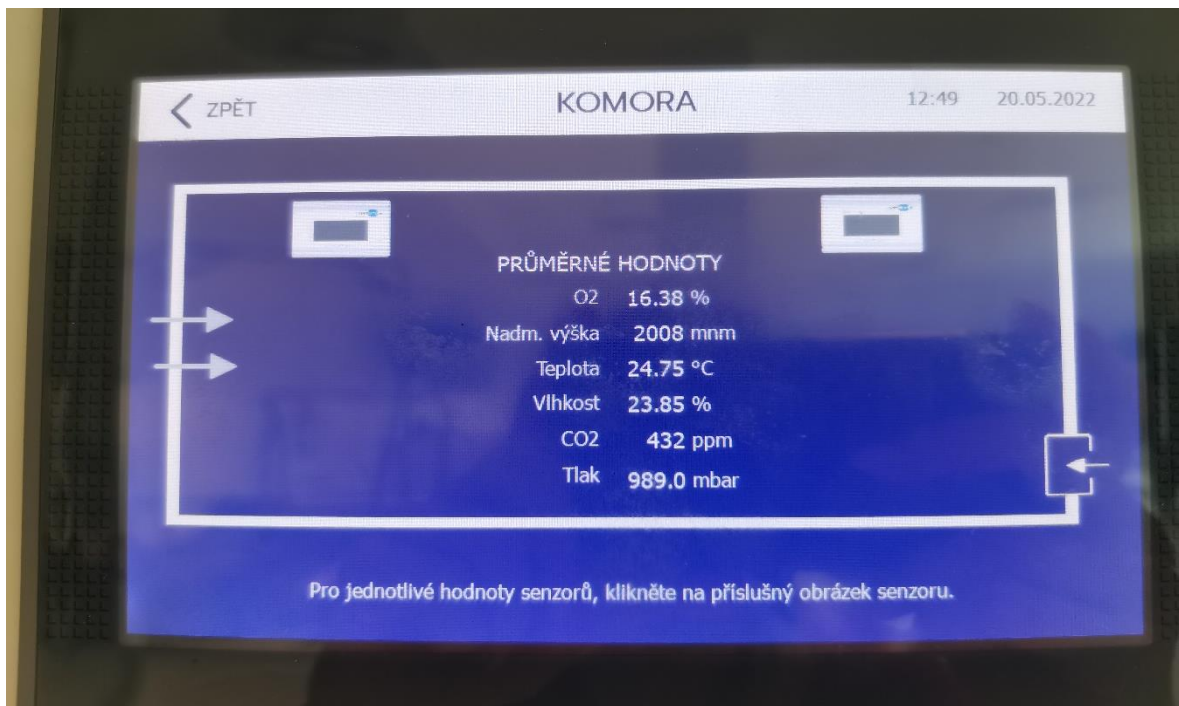 ZPĚT KOMORA 12:49 20.05.2022
PRŮMĚRNÉ HODNOTY
O2 16.38 %
Nadm. výška 2008 mnm
Teplota 24.75 °C
Vlhkost 23.85 %
CO2 432 ppm
Tlak 989.0 mbar
Pro jednotlivé hodnoty senzorů, klikněte na příslušný obrázek senzoru.